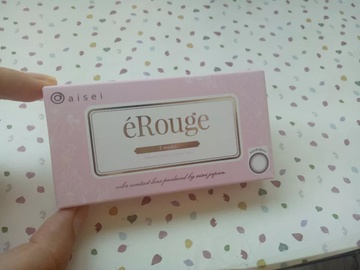 aisei
éRouge
color contact lens produced by aisei japan.